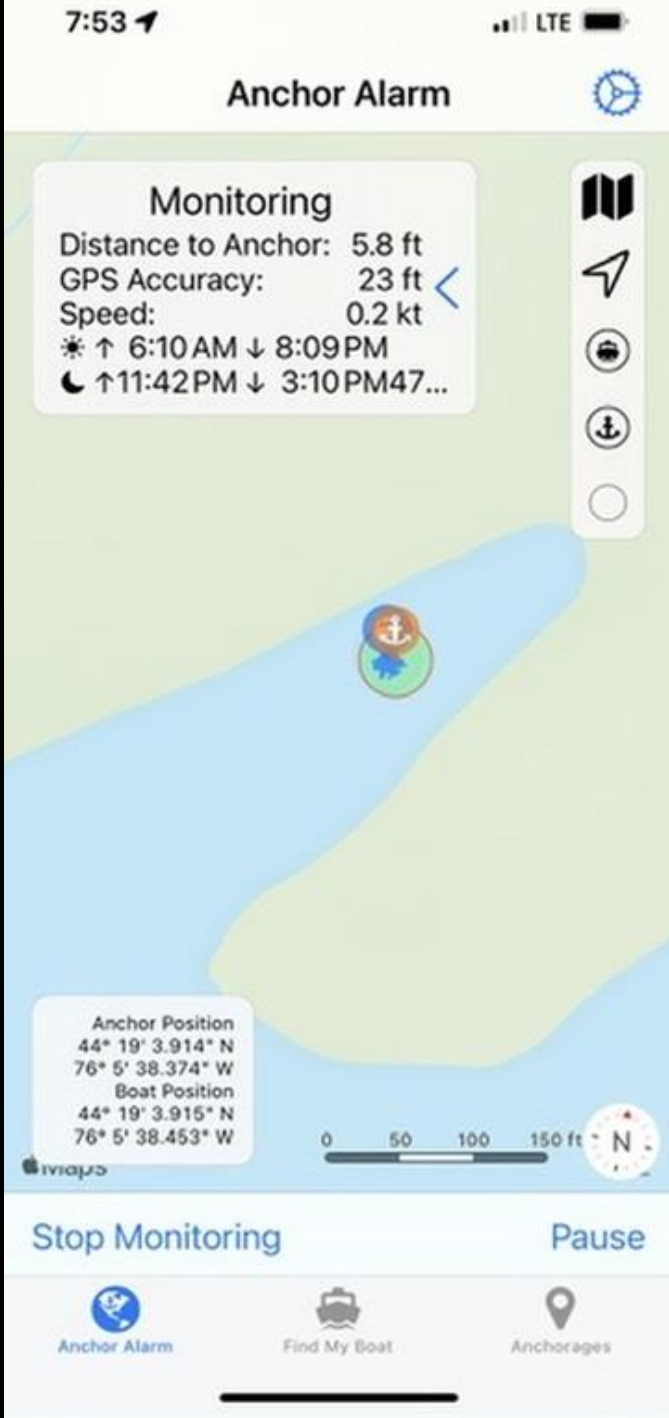 7:53
LTE
Anchor Alarm
Monitoring
Distance to Anchor: 5.8 ft
GPS Accuracy: 23 ft
Speed: 0.2 kt
↑ 6:10 AM ↓ 8:09 PM
↑11:42 PM ↓ 3:10 PM47...
Anchor Position
44° 19' 3.914" N
76° 5' 38.374" W
Boat Position
44° 19' 3.915" N
76° 5' 38.453" W
Maps
0 50 100 150 ft
N
Stop Monitoring Pause
Anchor Alarm Find My Boat Anchorages